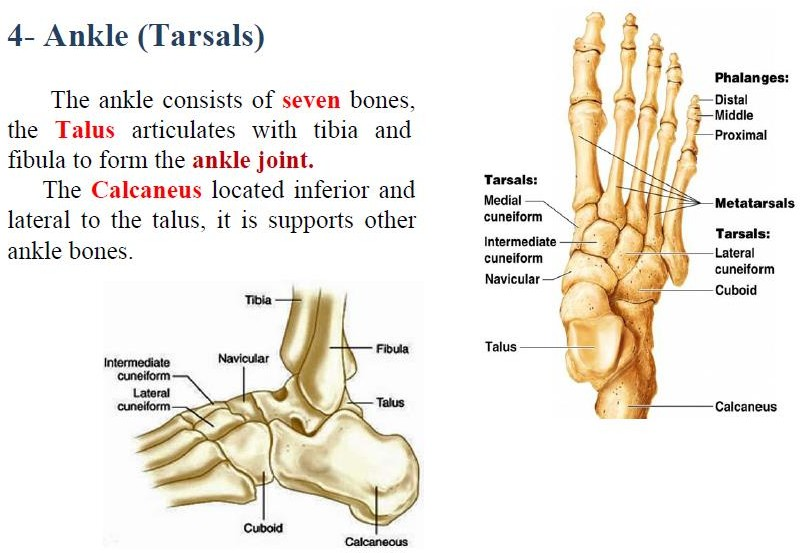 4- Ankle (Tarsals)
The ankle consists of seven bones,
the Talus articulates with tibia and
fibula to form the ankle joint.
The Calcaneus located inferior and
lateral to the talus, it is supports other
ankle bones.
Tibia
Fibula
Intermediate
cuneiform
Navicular
Lateral
cuneiform
Talus
Cuboid
Calcaneous
Phalanges:
Distal
Middle
Proximal
Tarsals:
Medial
cuneiform
Intermediate
cuneiform
Navicular
Talus
Metatarsals
Tarsals:
Lateral
cuneiform
Cuboid
Calcaneus